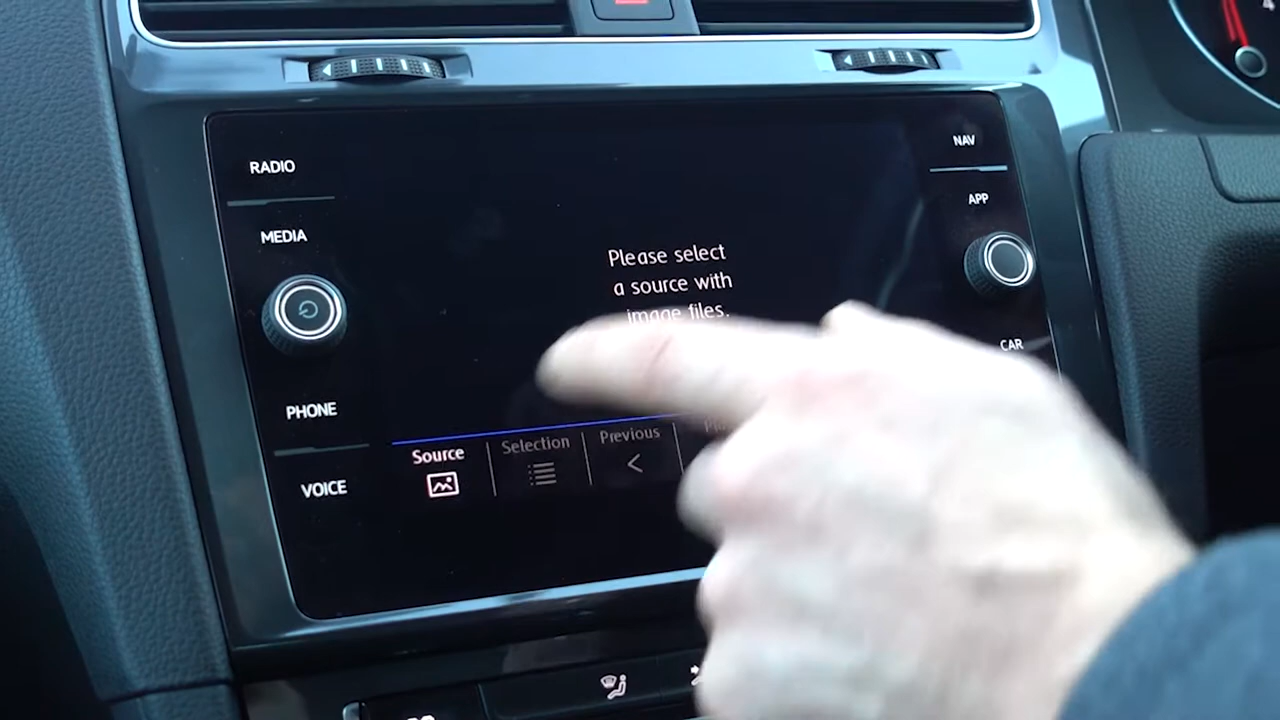 RADIO
MEDIA
PHONE
VOICE
NAV
APP
CAR
Please select
a source with
image files.
Source
Selection
Previous